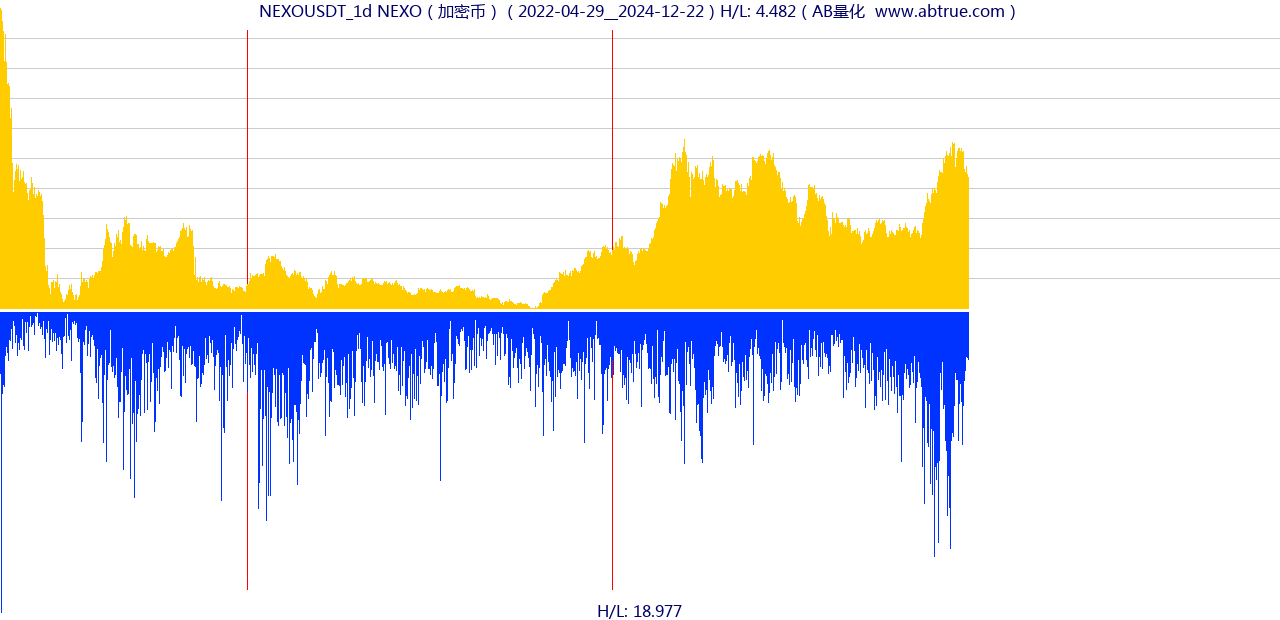 NEXOUSDT_1d NEXO（加密币）（2022-04-29__2024-12-22）H/L: 4.482（AB量化  www.abtrue.com）
H/L: 18.977